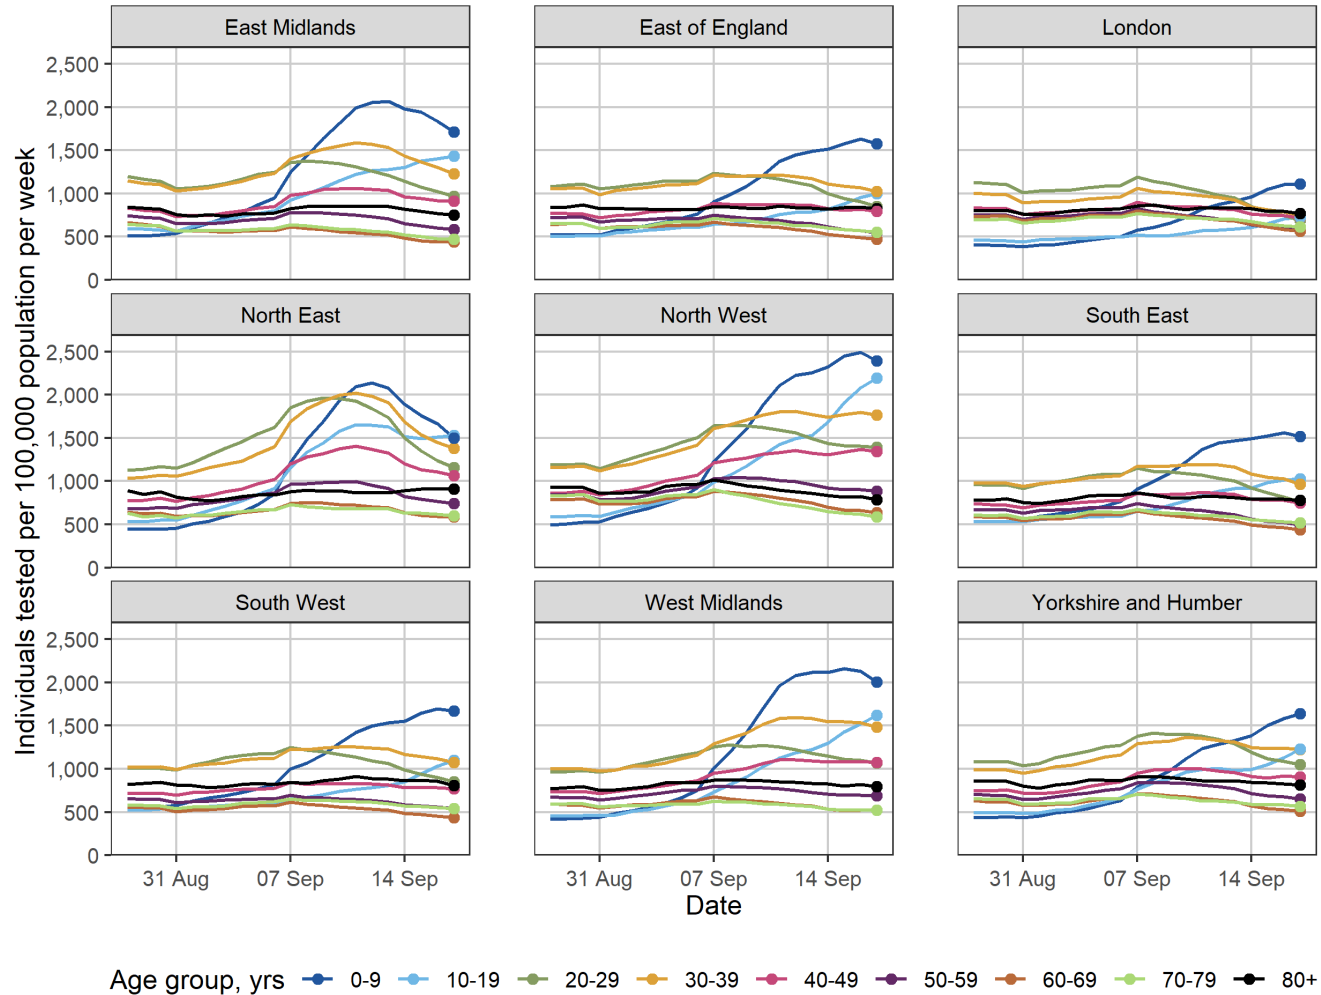 East Midlands
East of England
London
2,500
2,000
1,500
1,000
500
0
North East
North West
South East
2,500
2,000
1,500
1,000
500
0
South West
West Midlands
Yorkshire and Humber
2,500
2,000
1,500
1,000
500
0
Individuals tested per 100,000 population per week
31 Aug 07 Sep 14 Sep
31 Aug 07 Sep 14 Sep
31 Aug 07 Sep 14 Sep
Date
Age group, yrs 0-9 10-19 20-29 30-39 40-49 50-59 60-69 70-79 80+